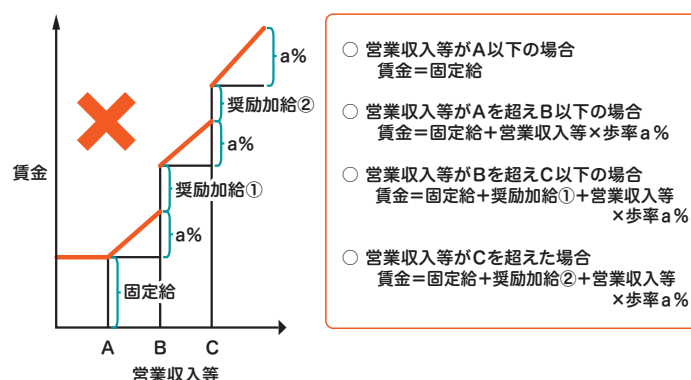 賃金
a%
奨励加給②
a%
奨励加給①
a%
固定給
A B C
営業収入等
○ 営業収入等がA以下の場合
賃金=固定給
○ 営業収入等がAを超えB以下の場合
賃金=固定給+営業収入等×歩率a%
○ 営業収入等がBを超えC以下の場合
賃金=固定給+奨励加給①+営業収入等
×歩率a%
○ 営業収入等がCを超えた場合
賃金=固定給+奨励加給②+営業収入等
×歩率a%